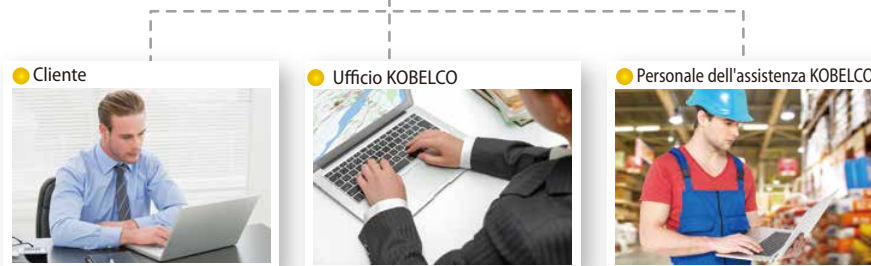 Cliente
Ufficio KOBELCO
Personale dell'assistenza KOBELCO